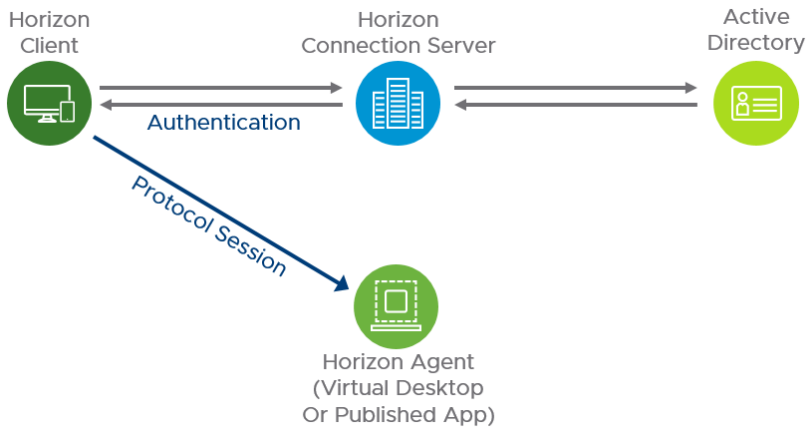 Horizon
Client
Horizon
Connection Server
Active
Directory
Authentication
Protocol Session
Horizon Agent
(Virtual Desktop
Or Published App)